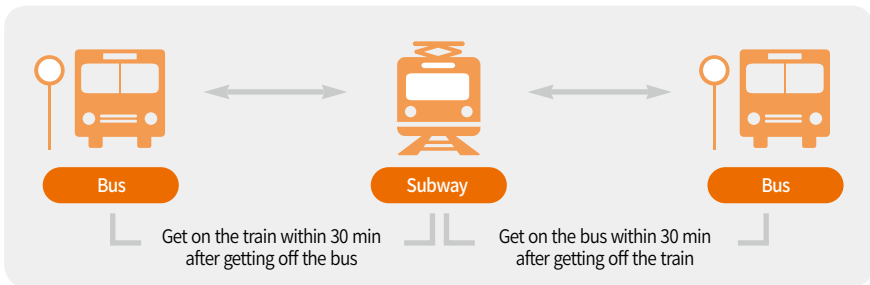 Bus
Subway
Bus
Get on the train within 30 min
after getting off the bus
Get on the bus within 30 min
after getting off the train